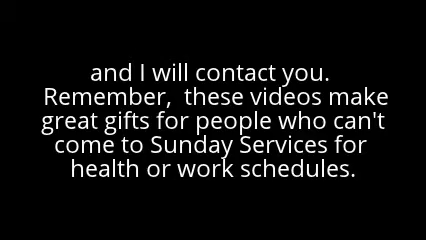 and I will contact you.
Remember,  these videos make
great gifts for people who can't
come to Sunday Services for
health or work schedules.